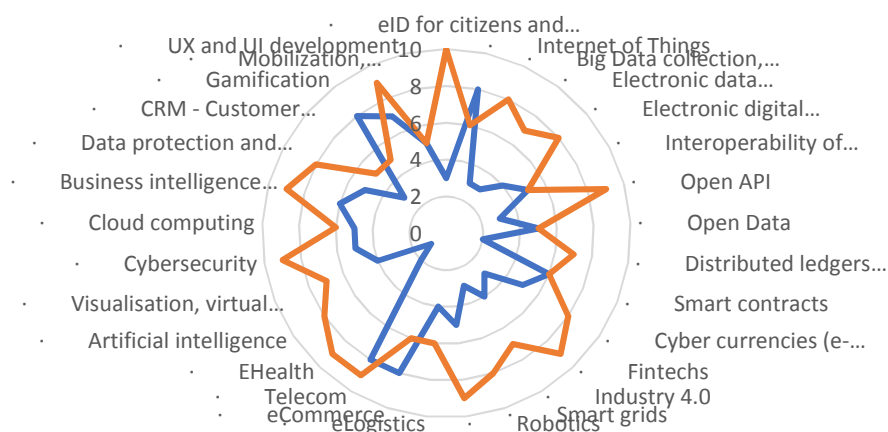 · eID for citizens and...
· Internet of Things
· Big Data collection,...
· Electronic data...
· Electronic digital...
· Interoperability of...
· Open API
· Open Data
· Distributed ledgers...
· Smart contracts
· Cyber currencies (e-...
· Fintechs
· Industry 4.0
· Smart grids
· Robotics
· eLogistics
· eCommerce
· Telecom
· EHealth
· Artificial intelligence
· Visualisation, virtual...
· Cybersecurity
· Cloud computing
· Business intelligence...
· Data protection and...
· CRM - Customer...
· Gamification
· Mobilization,...
· UX and UI development
10
8
6
4
2
0